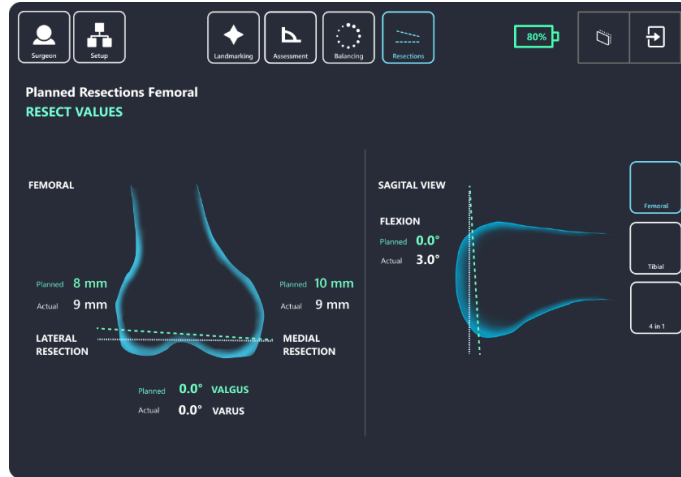 Surgeon Setup Landmarking Assessment Balancing Resections 80%
Planned Resections Femoral
RESECT VALUES
FEMORAL
Planned 8 mm
Actual 9 mm
LATERAL
RESECTION
Planned 10 mm
Actual 9 mm
MEDIAL
RESECTION
Planned 0.0° VALGUS
Actual 0.0° VARUS
SAGITAL VIEW
FLEXION
Planned 0.0°
Actual 3.0°
Femoral
Tibial
4 in 1